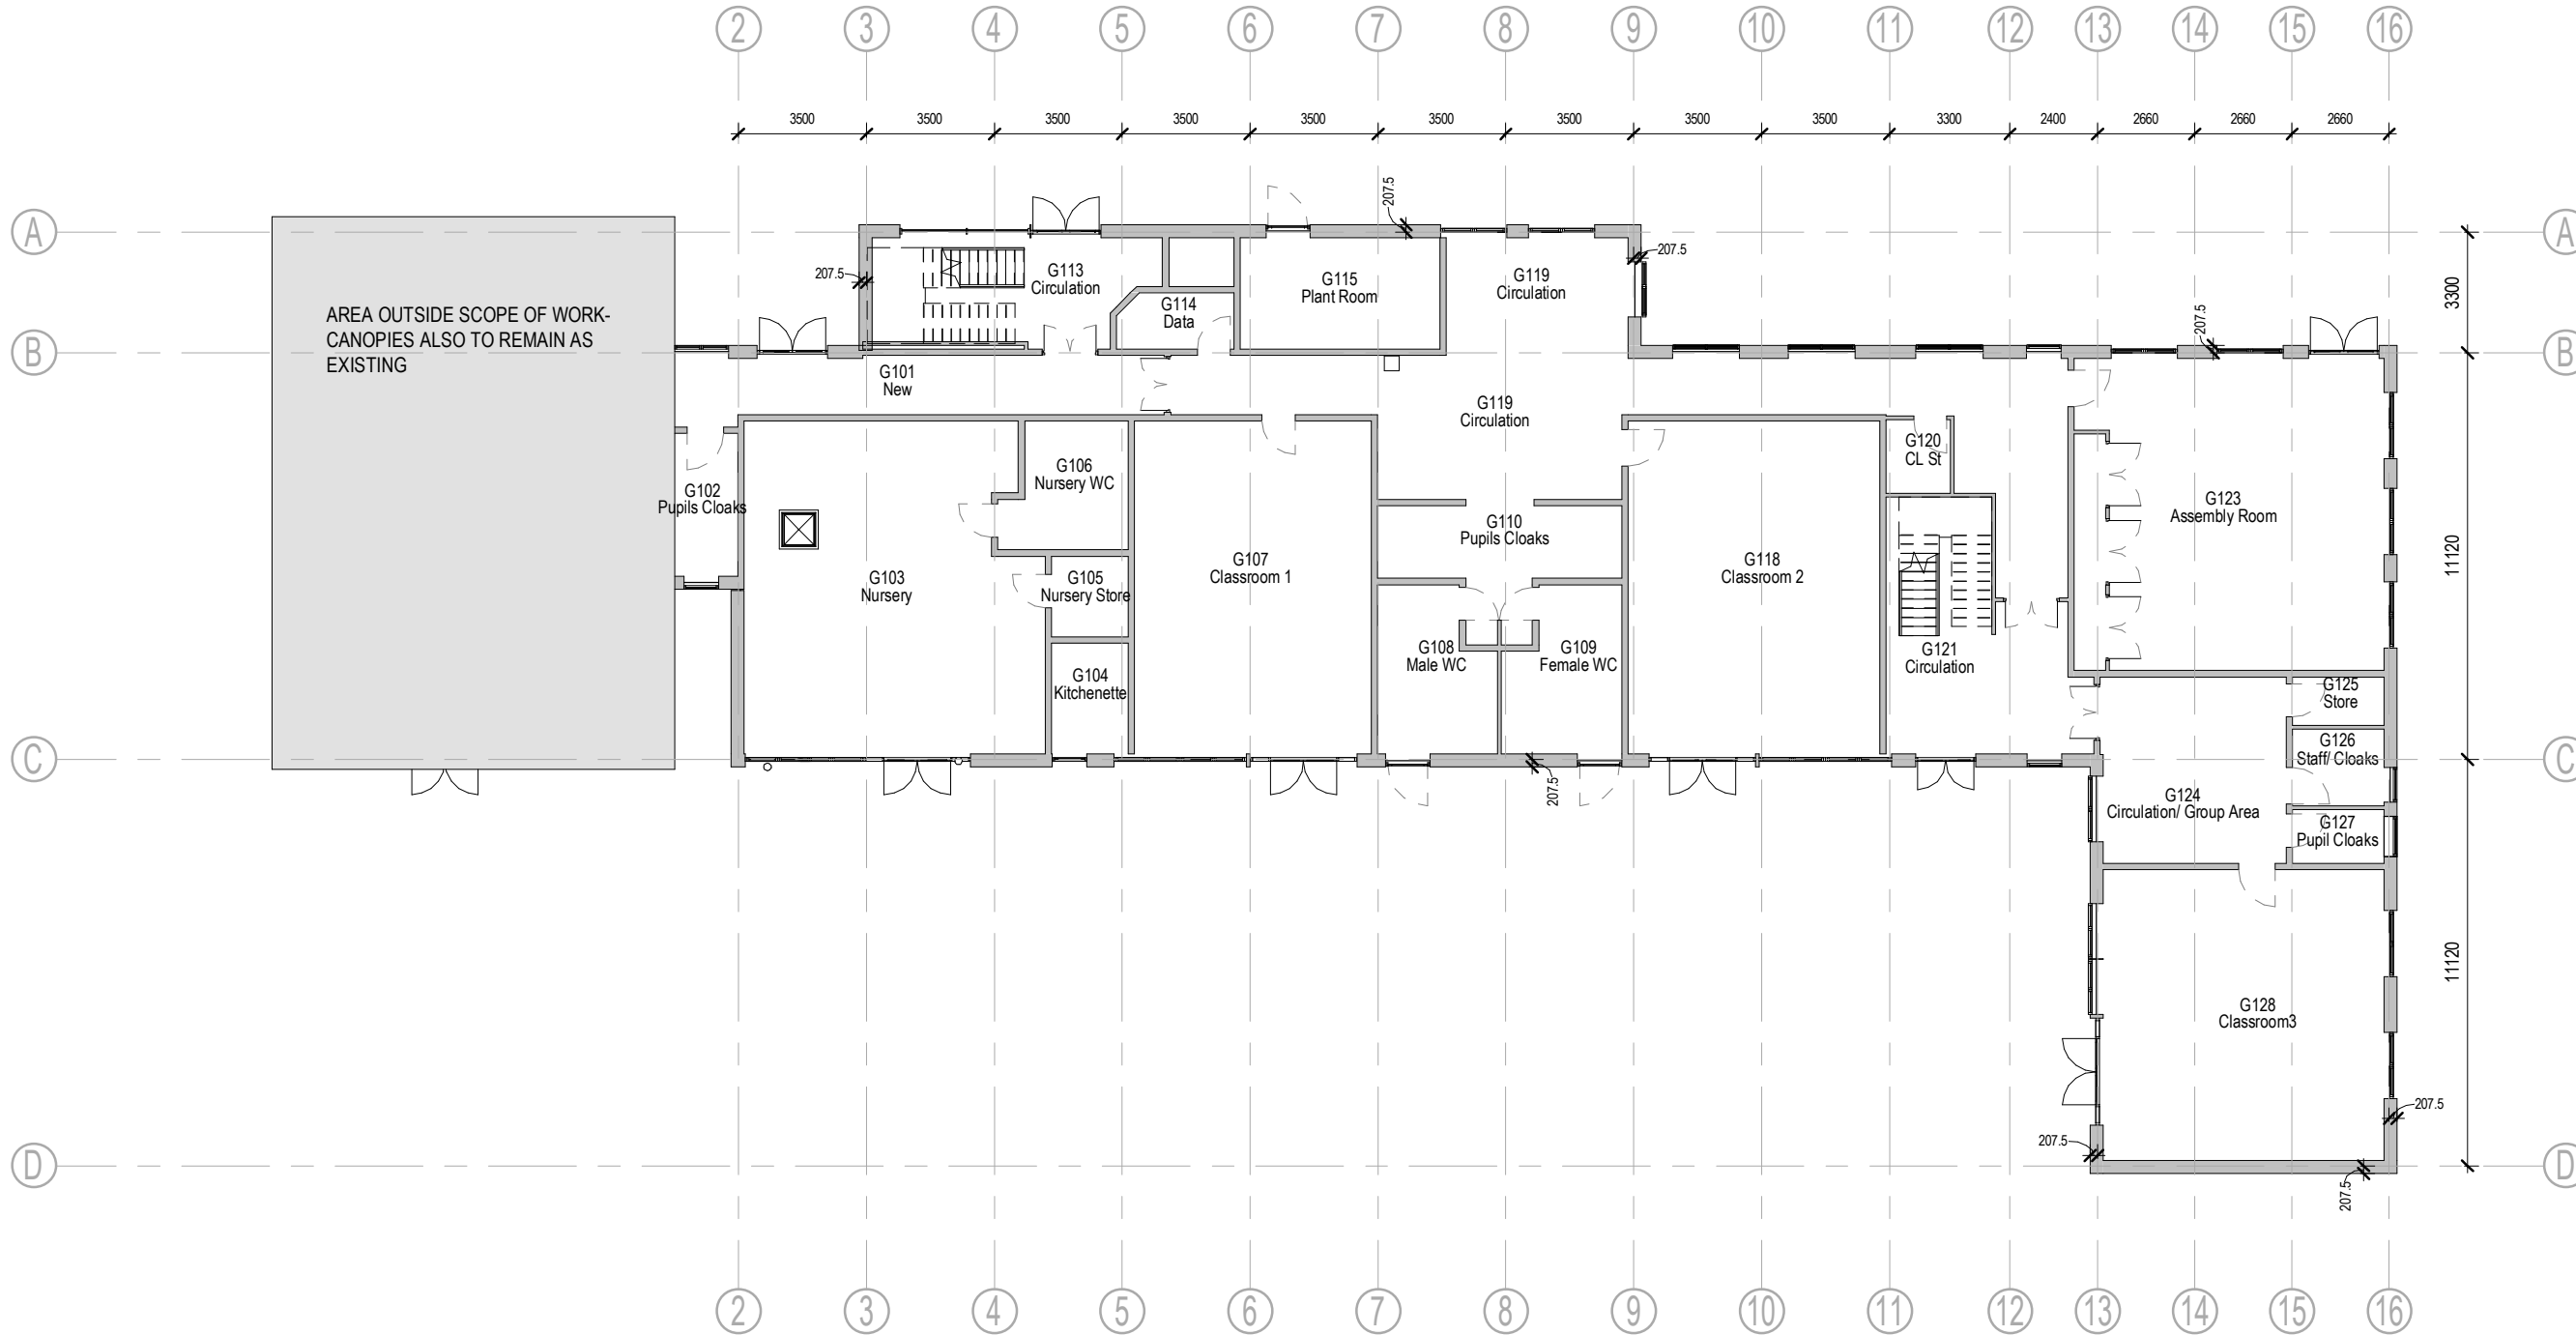 2 3 4 5 6 7 8 9 10 11 12 13 14 15 16
3500 3500 3500 3500 3500 3500 3500 3500 3500 3300 2400 2660 2660 2660
A
207.5
207.5
A
207.5
G113
Circulation
G115
Plant Room
G119
Circulation
3300
G114
Data
AREA OUTSIDE SCOPE OF WORK-
CANOPIES ALSO TO REMAIN AS
EXISTING
207.5
B
B
G101
New
G119
Circulation
G120
CL St
G106
Nursery WC
G102
Pupils Cloaks
G110
Pupils Cloaks
G123
Assembly Room
11120
G103
Nursery
G105
Nursery Store
G107
Classroom 1
G118
Classroom 2
G104
Kitchenette
G108
Male WC
G109
Female WC
G121
Circulation
G125
Store
G126
Staff/ Cloaks
C
C
207.5
G124
Circulation/ Group Area
G127
Pupil Cloaks
11120
G128
Classroom3
207.5
207.5
D
D
207.5
2 3 4 5 6 7 8 9 10 11 12 13 14 15 16